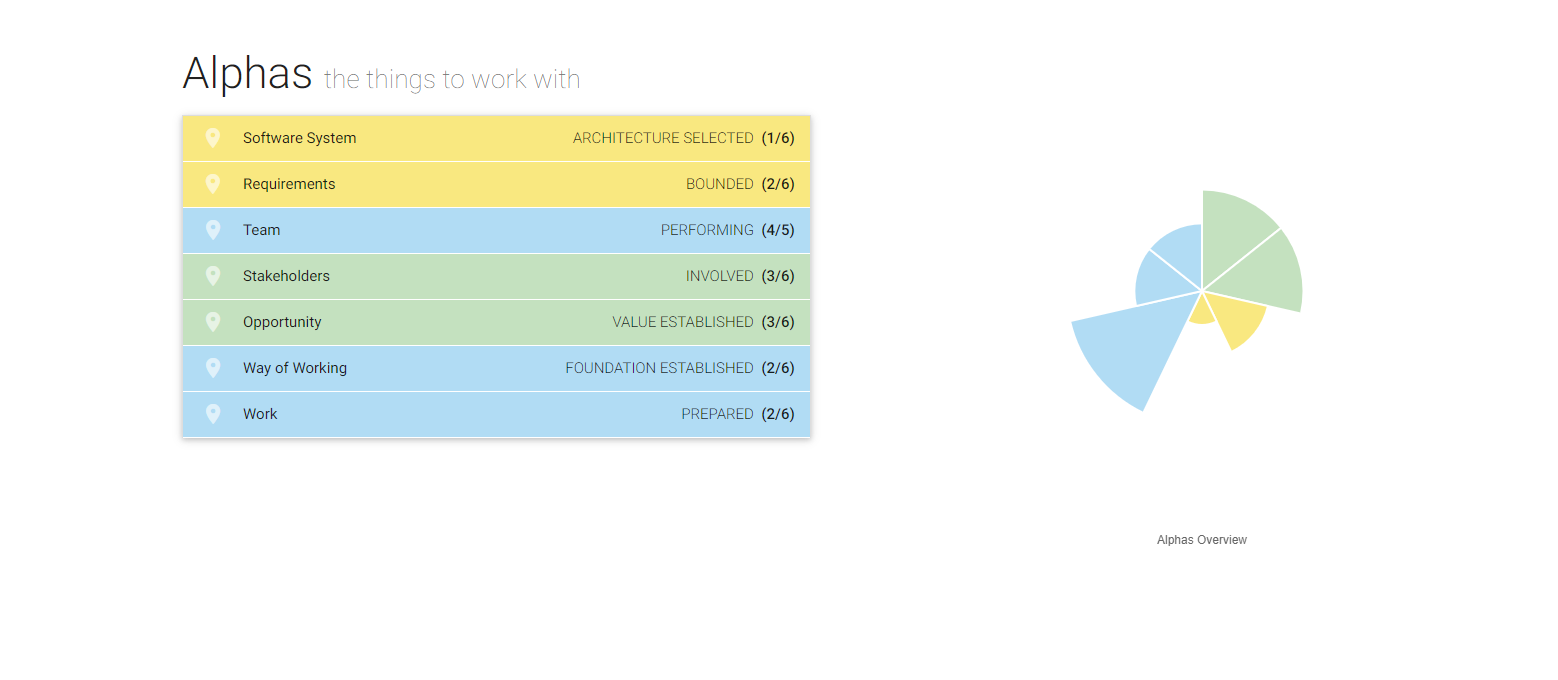 Alphas the things to work with
Software System ARCHITECTURE SELECTED (1/6)
Requirements BOUNDED (2/6)
Team PERFORMING (4/5)
Stakeholders INVOLVED (3/6)
Opportunity VALUE ESTABLISHED (3/6)
Way of Working FOUNDATION ESTABLISHED (2/6)
Work PREPARED (2/6)
Alphas Overview